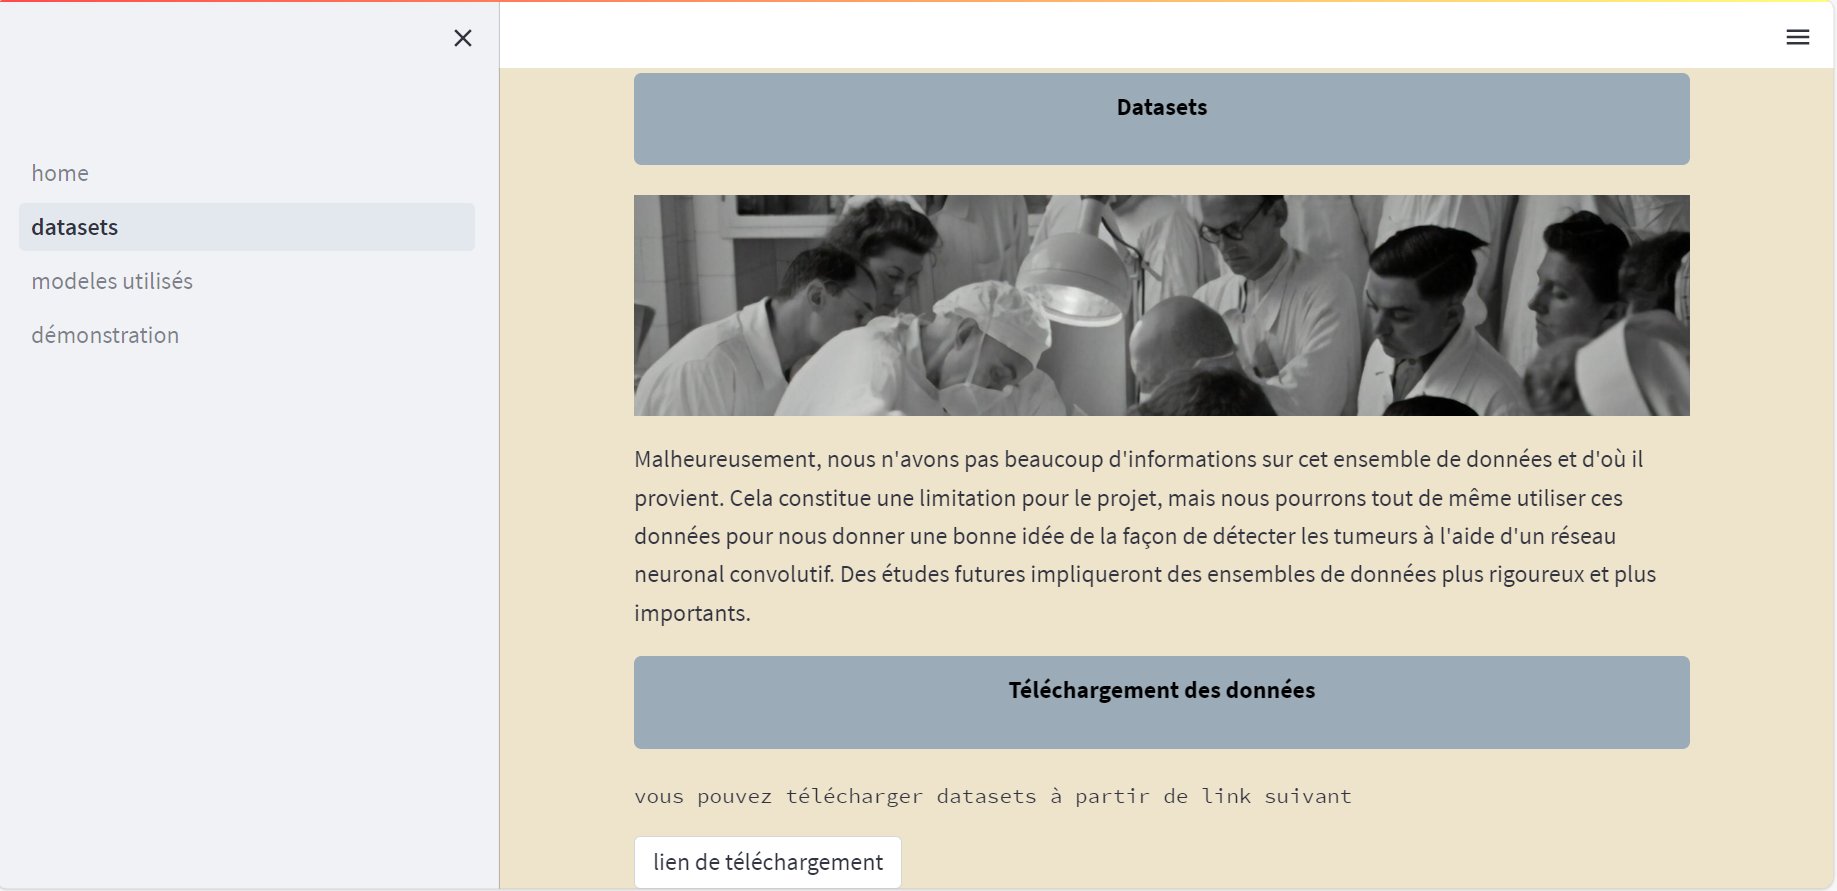 home
datasets
modeles utilisés
démonstration
Datasets
Malheureusement, nous n'avons pas beaucoup d'informations sur cet ensemble de données et d'où il
provient. Cela constitue une limitation pour le projet, mais nous pourrons tout de même utiliser ces
données pour nous donner une bonne idée de la façon de détecter les tumeurs à l'aide d'un réseau
neuronal convolutif. Des études futures impliqueront des ensembles de données plus rigoureux et plus
importants.
Téléchargement des données
vous pouvez télécharger datasets à partir de link suivant
lien de téléchargement